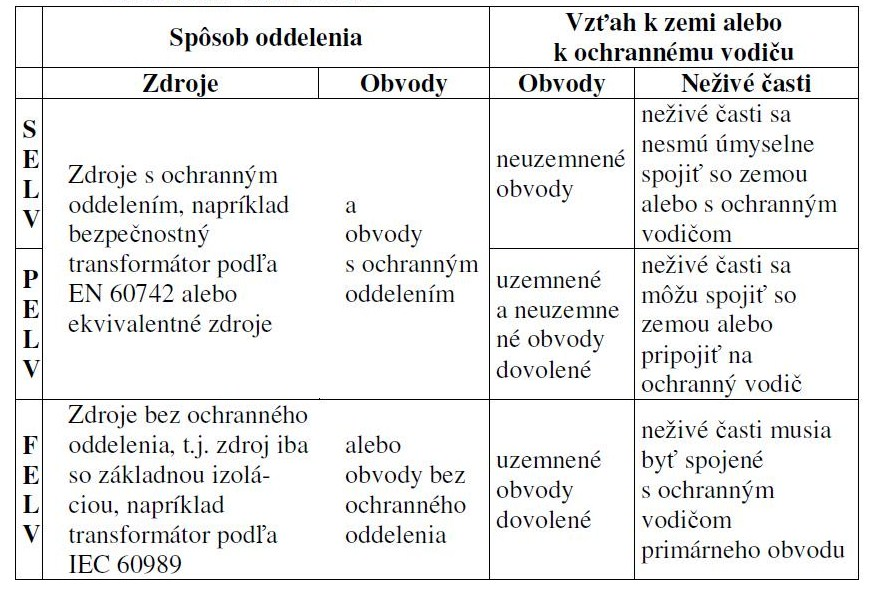 Spôsob oddelenia
Vzťah k zemi alebo
k ochrannému vodiču
Zdroje
Obvody
Obvody
Neživé časti
S
E
L
V
Zdroje s ochranným
oddelením, napríklad
bezpečnostný
transformátor podľa
EN 60742 alebo
ekvivalentné zdroje
a
obvody
s ochranným
oddelením
neuzemnené
obvody
neživé časti sa
nesmú úmyselne
spojiť so zemou
alebo s ochranným
vodičom
P
E
L
V
uzemnené
a neuzemne
né obvody
dovolené
neživé časti sa
môžu spojiť so
zemou alebo
pripojiť na
ochranný vodič
F
E
L
V
Zdroje bez ochranného
oddelenia, t.j. zdroj iba
so základnou izolá-
ciou, napríklad
transformátor podľa
IEC 60989
alebo
obvody bez
ochranného
oddelenia
uzemnené
obvody
dovolené
neživé časti musia
byť spojené
s ochranným
vodičom
primárneho obvodu